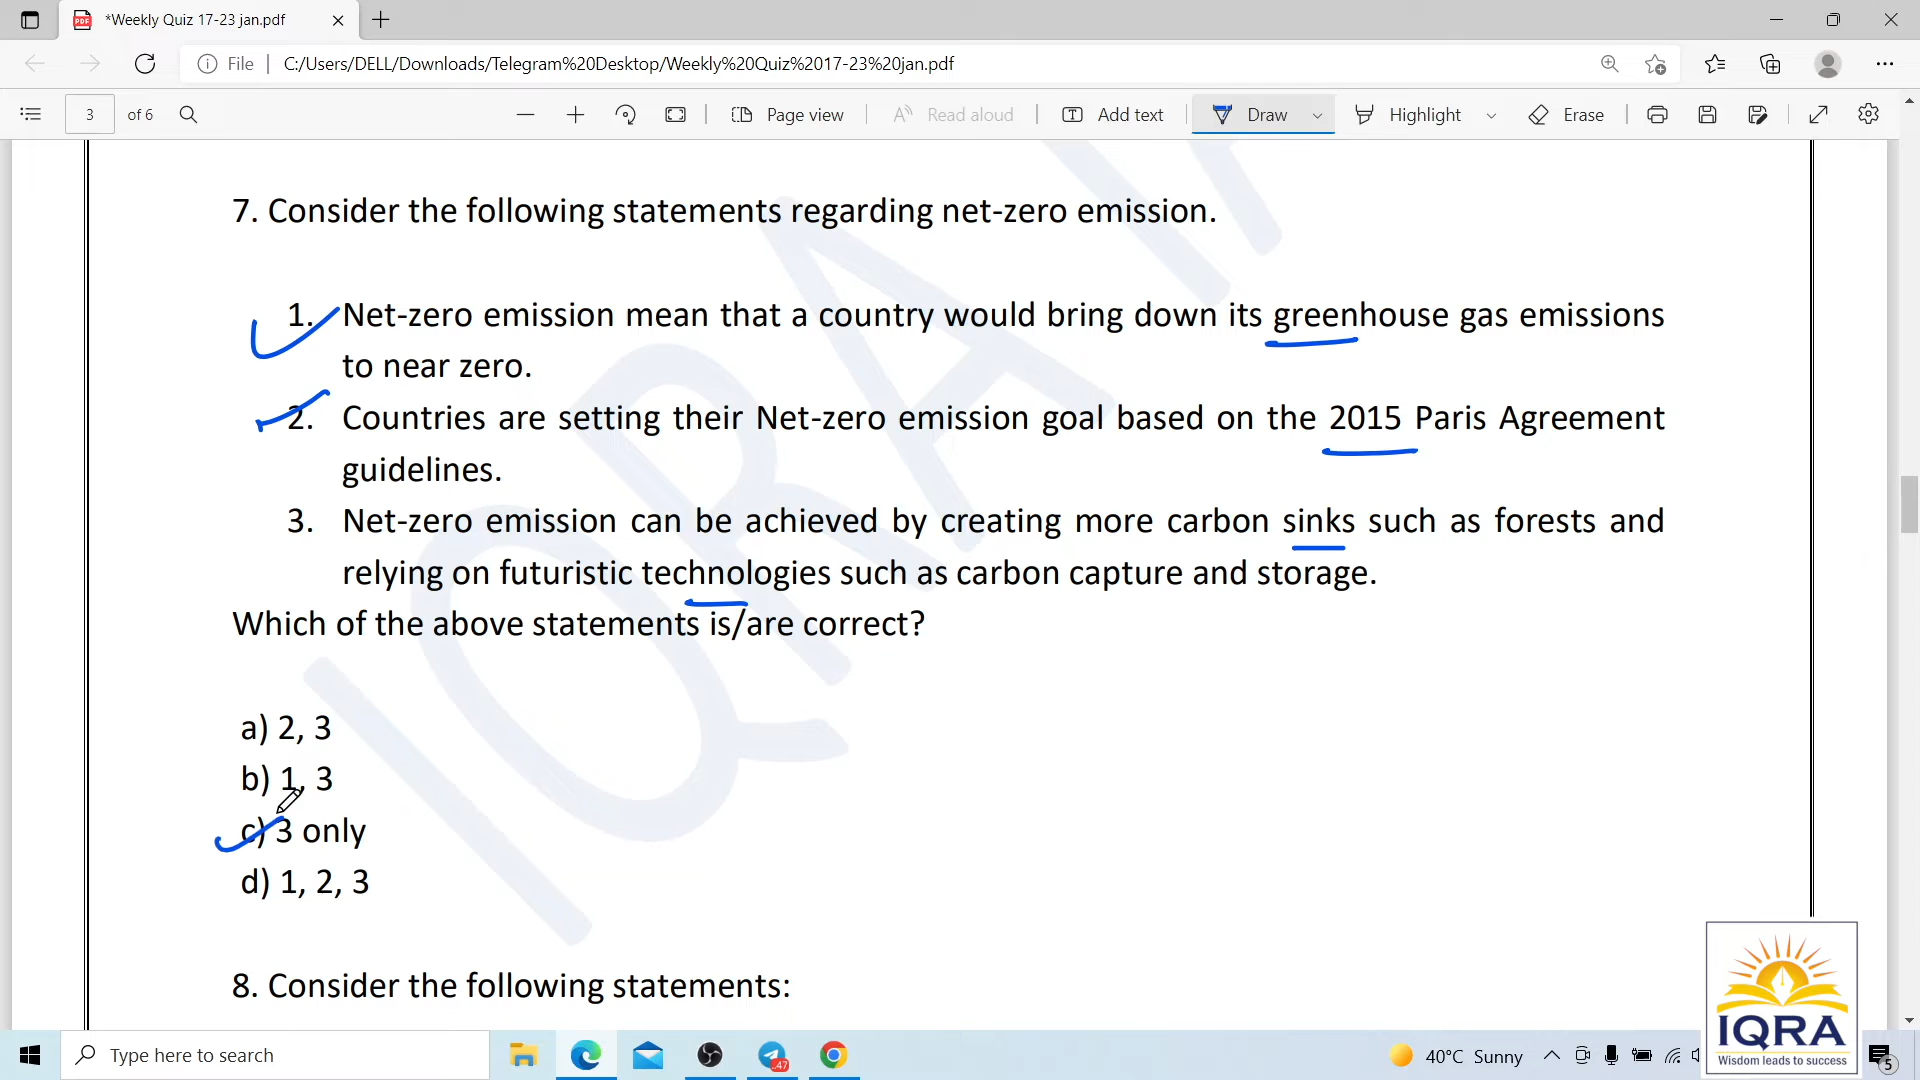 *Weekly Quiz 17-23 jan.pdf
File C:/Users/DELL/Downloads/Telegram%20Desktop/Weekly%20Quiz%2017-23%20jan.pdf
3 of 6 Page view Read aloud Add text Draw Highlight Erase
7. Consider the following statements regarding net-zero emission.
1. Net-zero emission mean that a country would bring down its greenhouse gas emissions
to near zero.
2. Countries are setting their Net-zero emission goal based on the 2015 Paris Agreement
guidelines.
3. Net-zero emission can be achieved by creating more carbon sinks such as forests and
relying on futuristic technologies such as carbon capture and storage.
Which of the above statements is/are correct?
a) 2, 3
b) 1, 3
c) 3 only
d) 1, 2, 3
8. Consider the following statements:
IQRA IA
IQRA
Wisdom leads to success
Type here to search
47
40°C Sunny
5